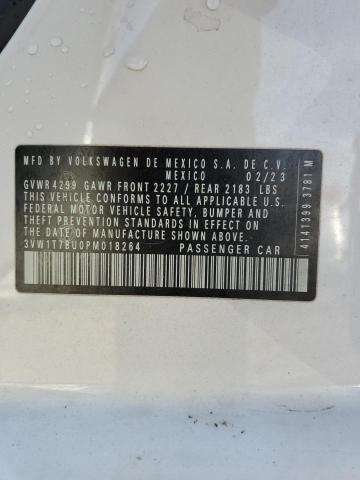 MFD BY VOLKSWAGEN DE MEXICO S.A. DE C.V.
MEXICO 02/23
GVWR 4299 GAWR FRONT 2227 / REAR 2183 LBS
THIS VEHICLE CONFORMS TO ALL APPLICABLE U.S.
FEDERAL MOTOR VEHICLE SAFETY, BUMPER AND
THEFT PREVENTION STANDARDS IN EFFECT ON
THE DATE OF MANUFACTURE SHOWN ABOVE
3VW1T7BU0PM018264 PASSENGER CAR
4141399 3781 M